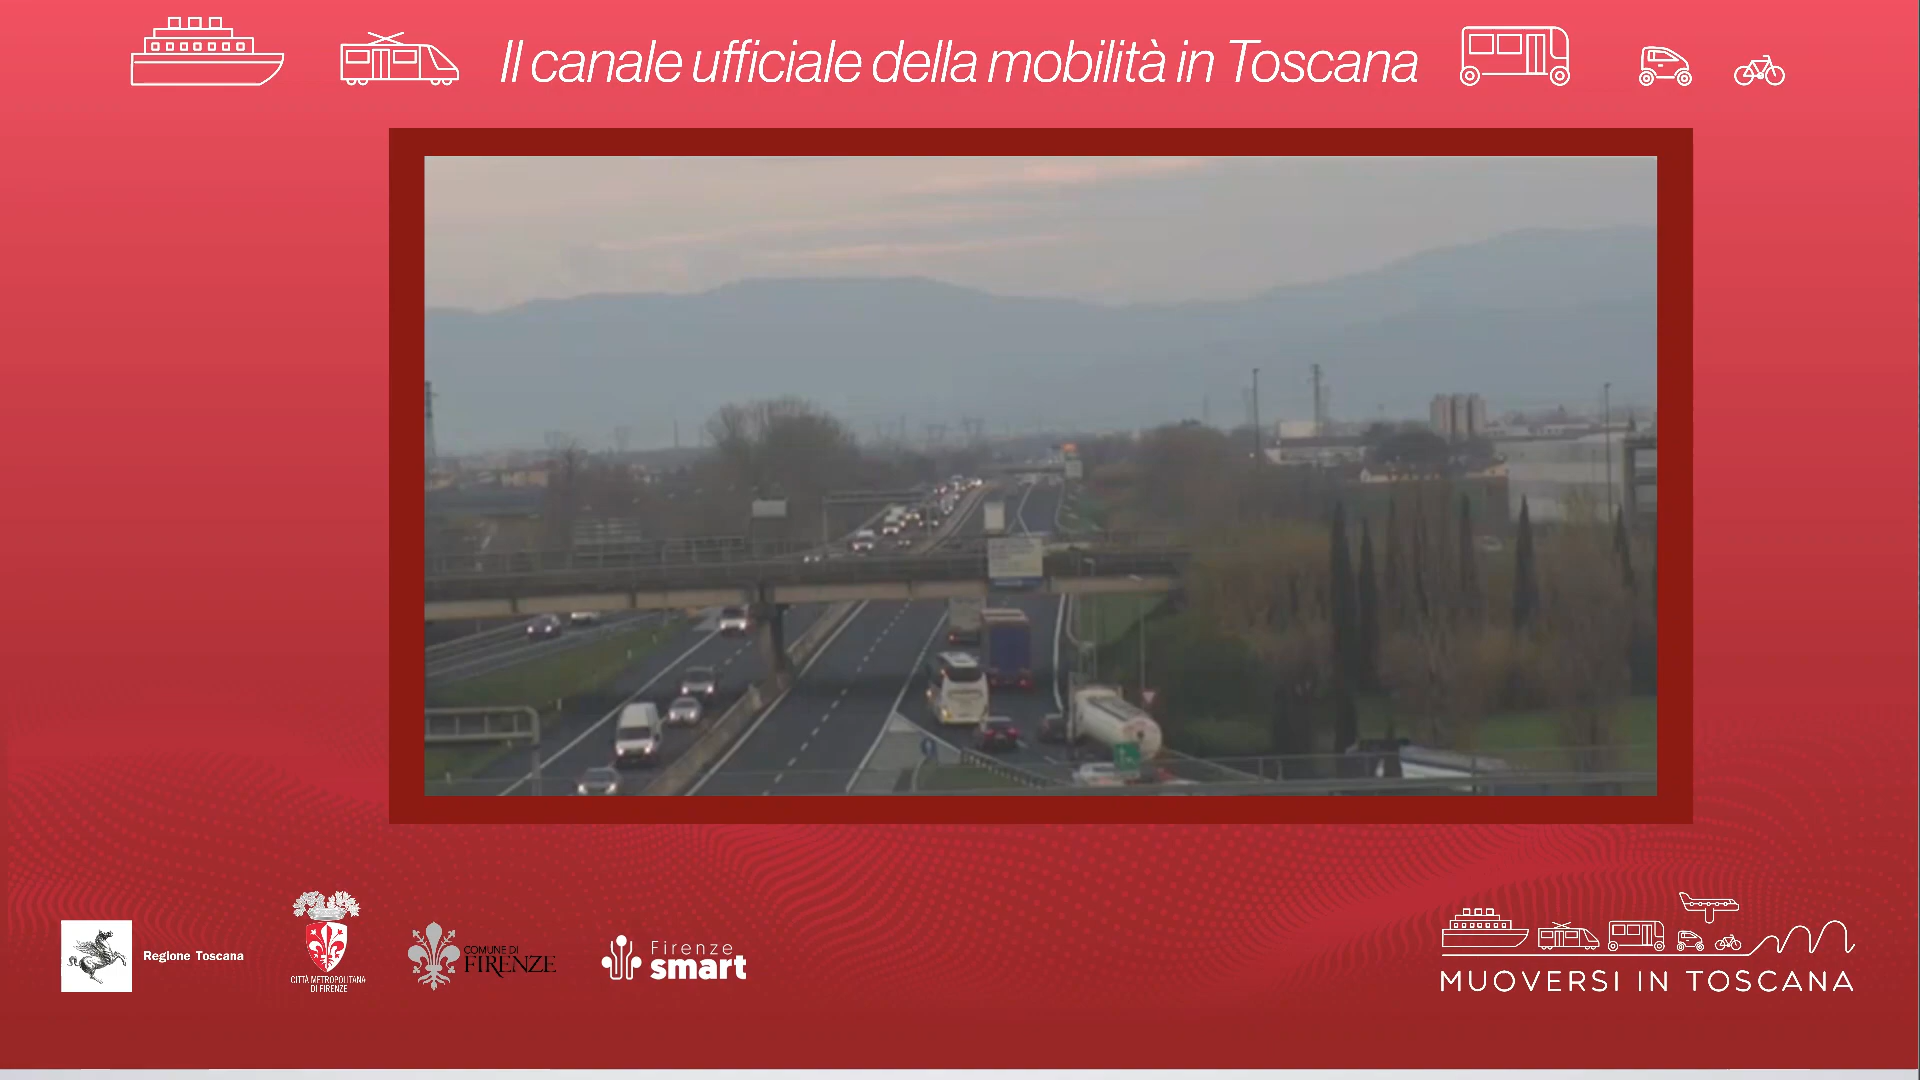 Il canale ufficiale della mobilità in Toscana
Regione Toscana
CITTÀ METROPOLITANA
DI FIRENZE
COMUNE DI
FIRENZE
Firenze
smart
MUOVERSI IN TOSCANA